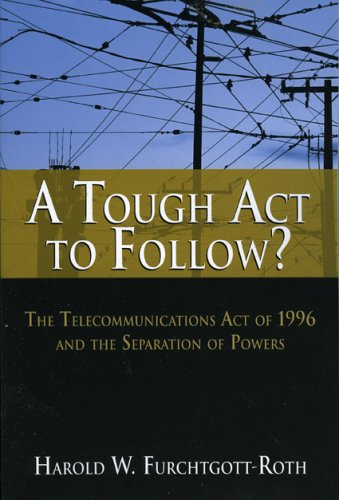 A Tough Act
to Follow?
The Telecommunications Act of 1996
and the Separation of Powers
Harold W. Furchtgott-Roth